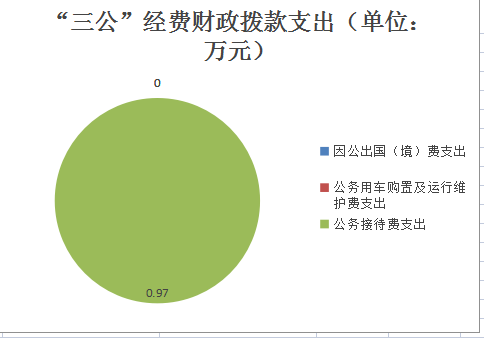 “三公”经费财政拨款支出（单位：
万元）
0
0.97
因公出国（境）费支出
公务用车购置及运行维
护费支出
公务接待费支出